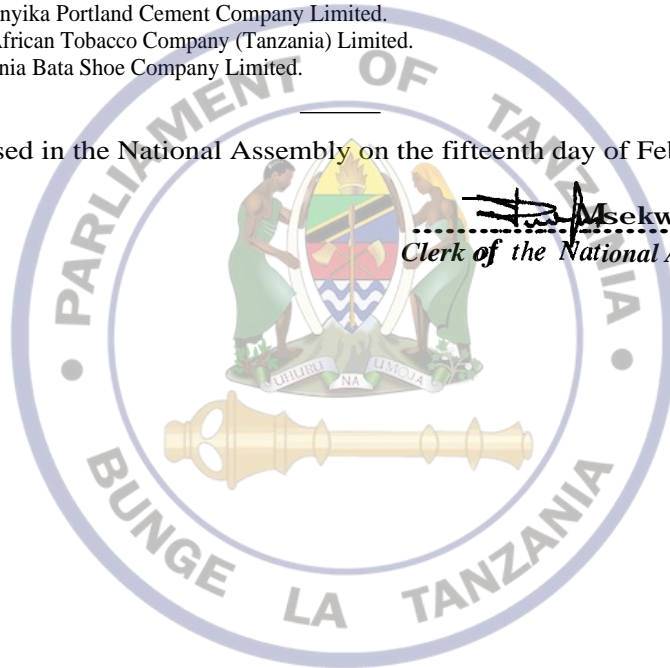 nyika Portland Cement Company Limited.
African Tobacco Company (Tanzania) Limited.
nia Bata Shoe Company Limited.
sed in the National Assembly on the fifteenth day of Feb
Msekw
Clerk of the National A
PARLIAMENT OF TANZANIA
UHURU NA UMOJA
BUNGE LA TANZANIA